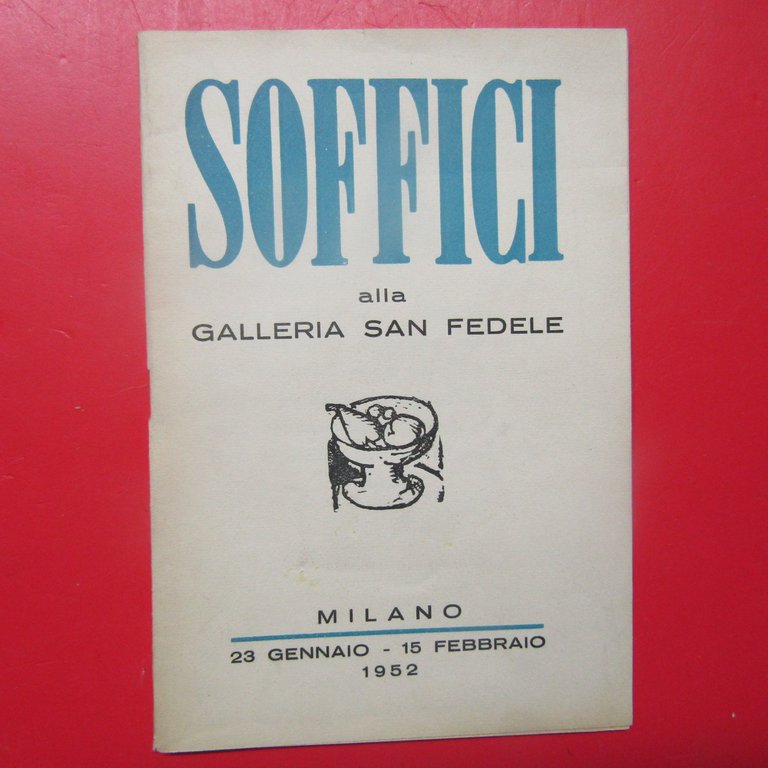 SOFFICI
alla
GALLERIA SAN FEDELE
MILANO
23 GENNAIO - 15 FEBBRAIO
1952